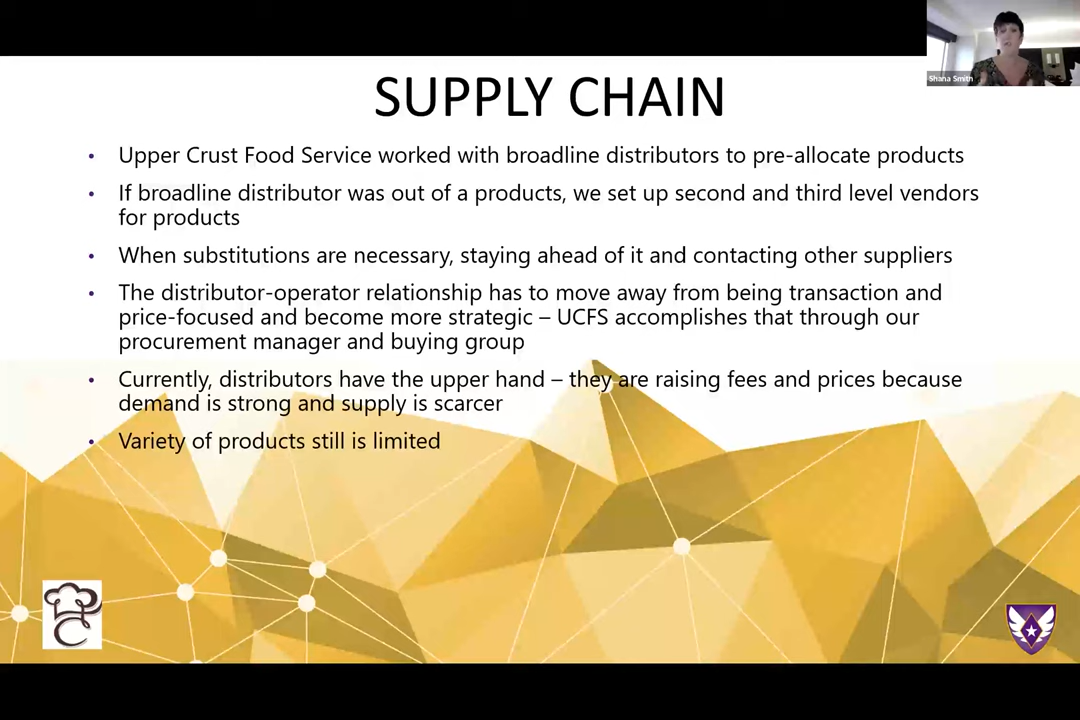 Shana Smith
SUPPLY CHAIN
• Upper Crust Food Service worked with broadline distributors to pre-allocate products
• If broadline distributor was out of a products, we set up second and third level vendors
for products
• When substitutions are necessary, staying ahead of it and contacting other suppliers
• The distributor-operator relationship has to move away from being transaction and
price-focused and become more strategic – UCFS accomplishes that through our
procurement manager and buying group
• Currently, distributors have the upper hand – they are raising fees and prices because
demand is strong and supply is scarcer
• Variety of products still is limited